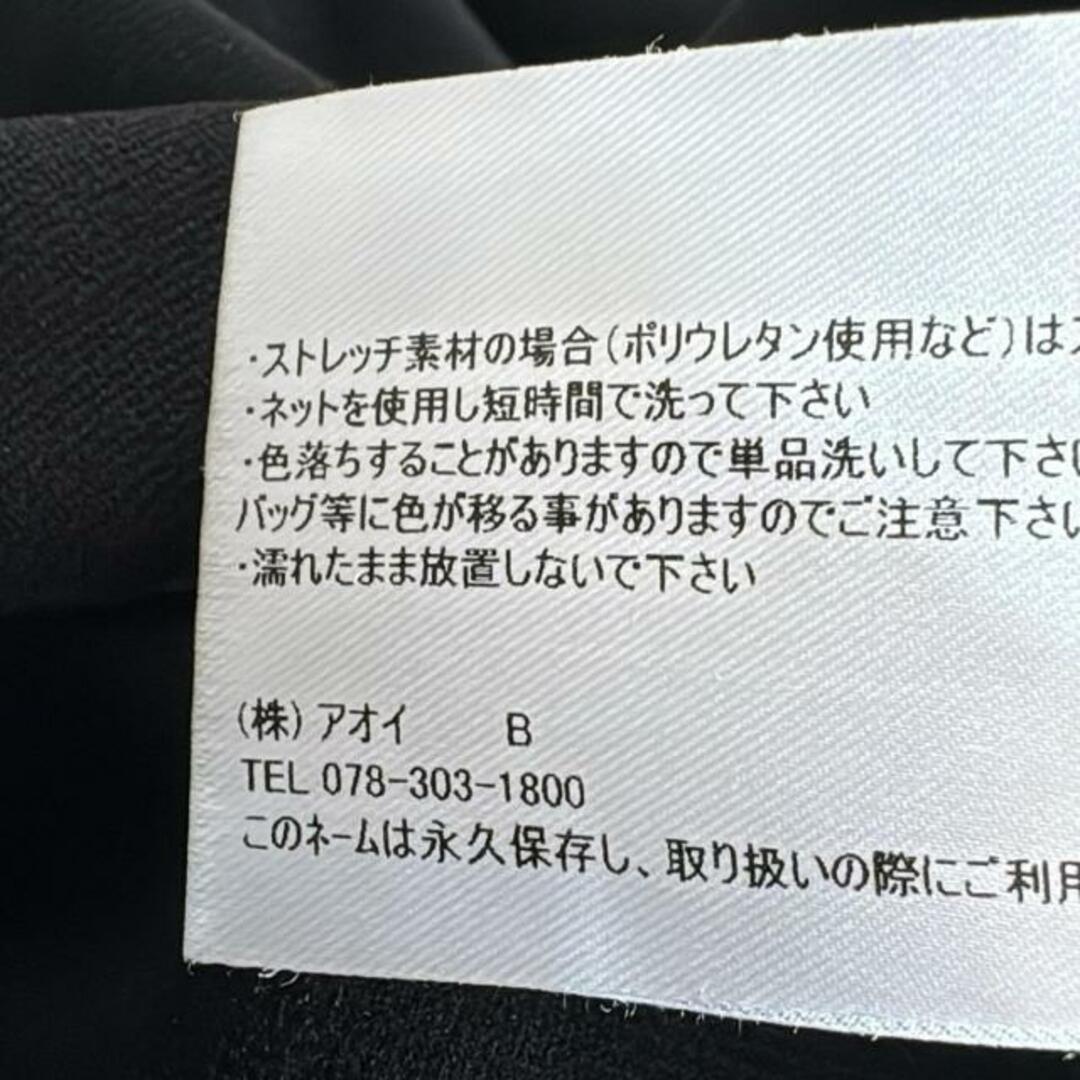 ・ストレッチ素材の場合(ポリウレタン使用など)は
・ネットを使用し短時間で洗って下さい
・色落ちすることがありますので単品洗いして下さい
バッグ等に色が移る事がありますのでご注意下さい
・濡れたまま放置しないで下さい
(株)アオイ B
TEL 078-303-1800
このネームは永久保存し、取り扱いの際にご利用